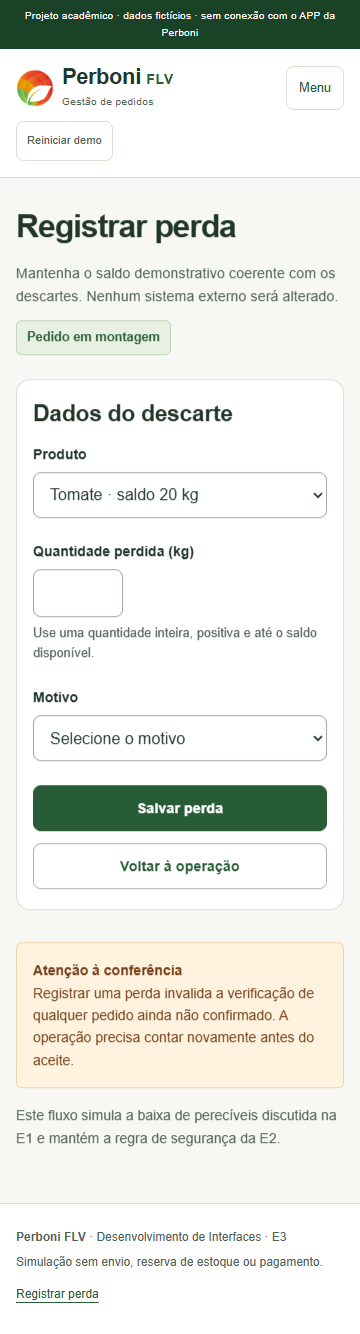 Projeto acadêmico · dados fictícios · sem conexão com o APP da
Perboni
Perboni FLV
Gestão de pedidos
Menu
Reiniciar demo
Registrar perda
Mantenha o saldo demonstrativo coerente com os
descartes. Nenhum sistema externo será alterado.
Pedido em montagem
Dados do descarte
Produto
Tomate · saldo 20 kg
Quantidade perdida (kg)
Use uma quantidade inteira, positiva e até o saldo
disponível.
Motivo
Selecione o motivo
Salvar perda
Voltar à operação
Atenção à conferência
Registrar uma perda invalida a verificação de
qualquer pedido ainda não confirmado. A
operação precisa contar novamente antes do
aceite.
Este fluxo simula a baixa de perecíveis discutida na
E1 e mantém a regra de segurança da E2.
Perboni FLV · Desenvolvimento de Interfaces · E3
Simulação sem envio, reserva de estoque ou pagamento.
Registrar perda